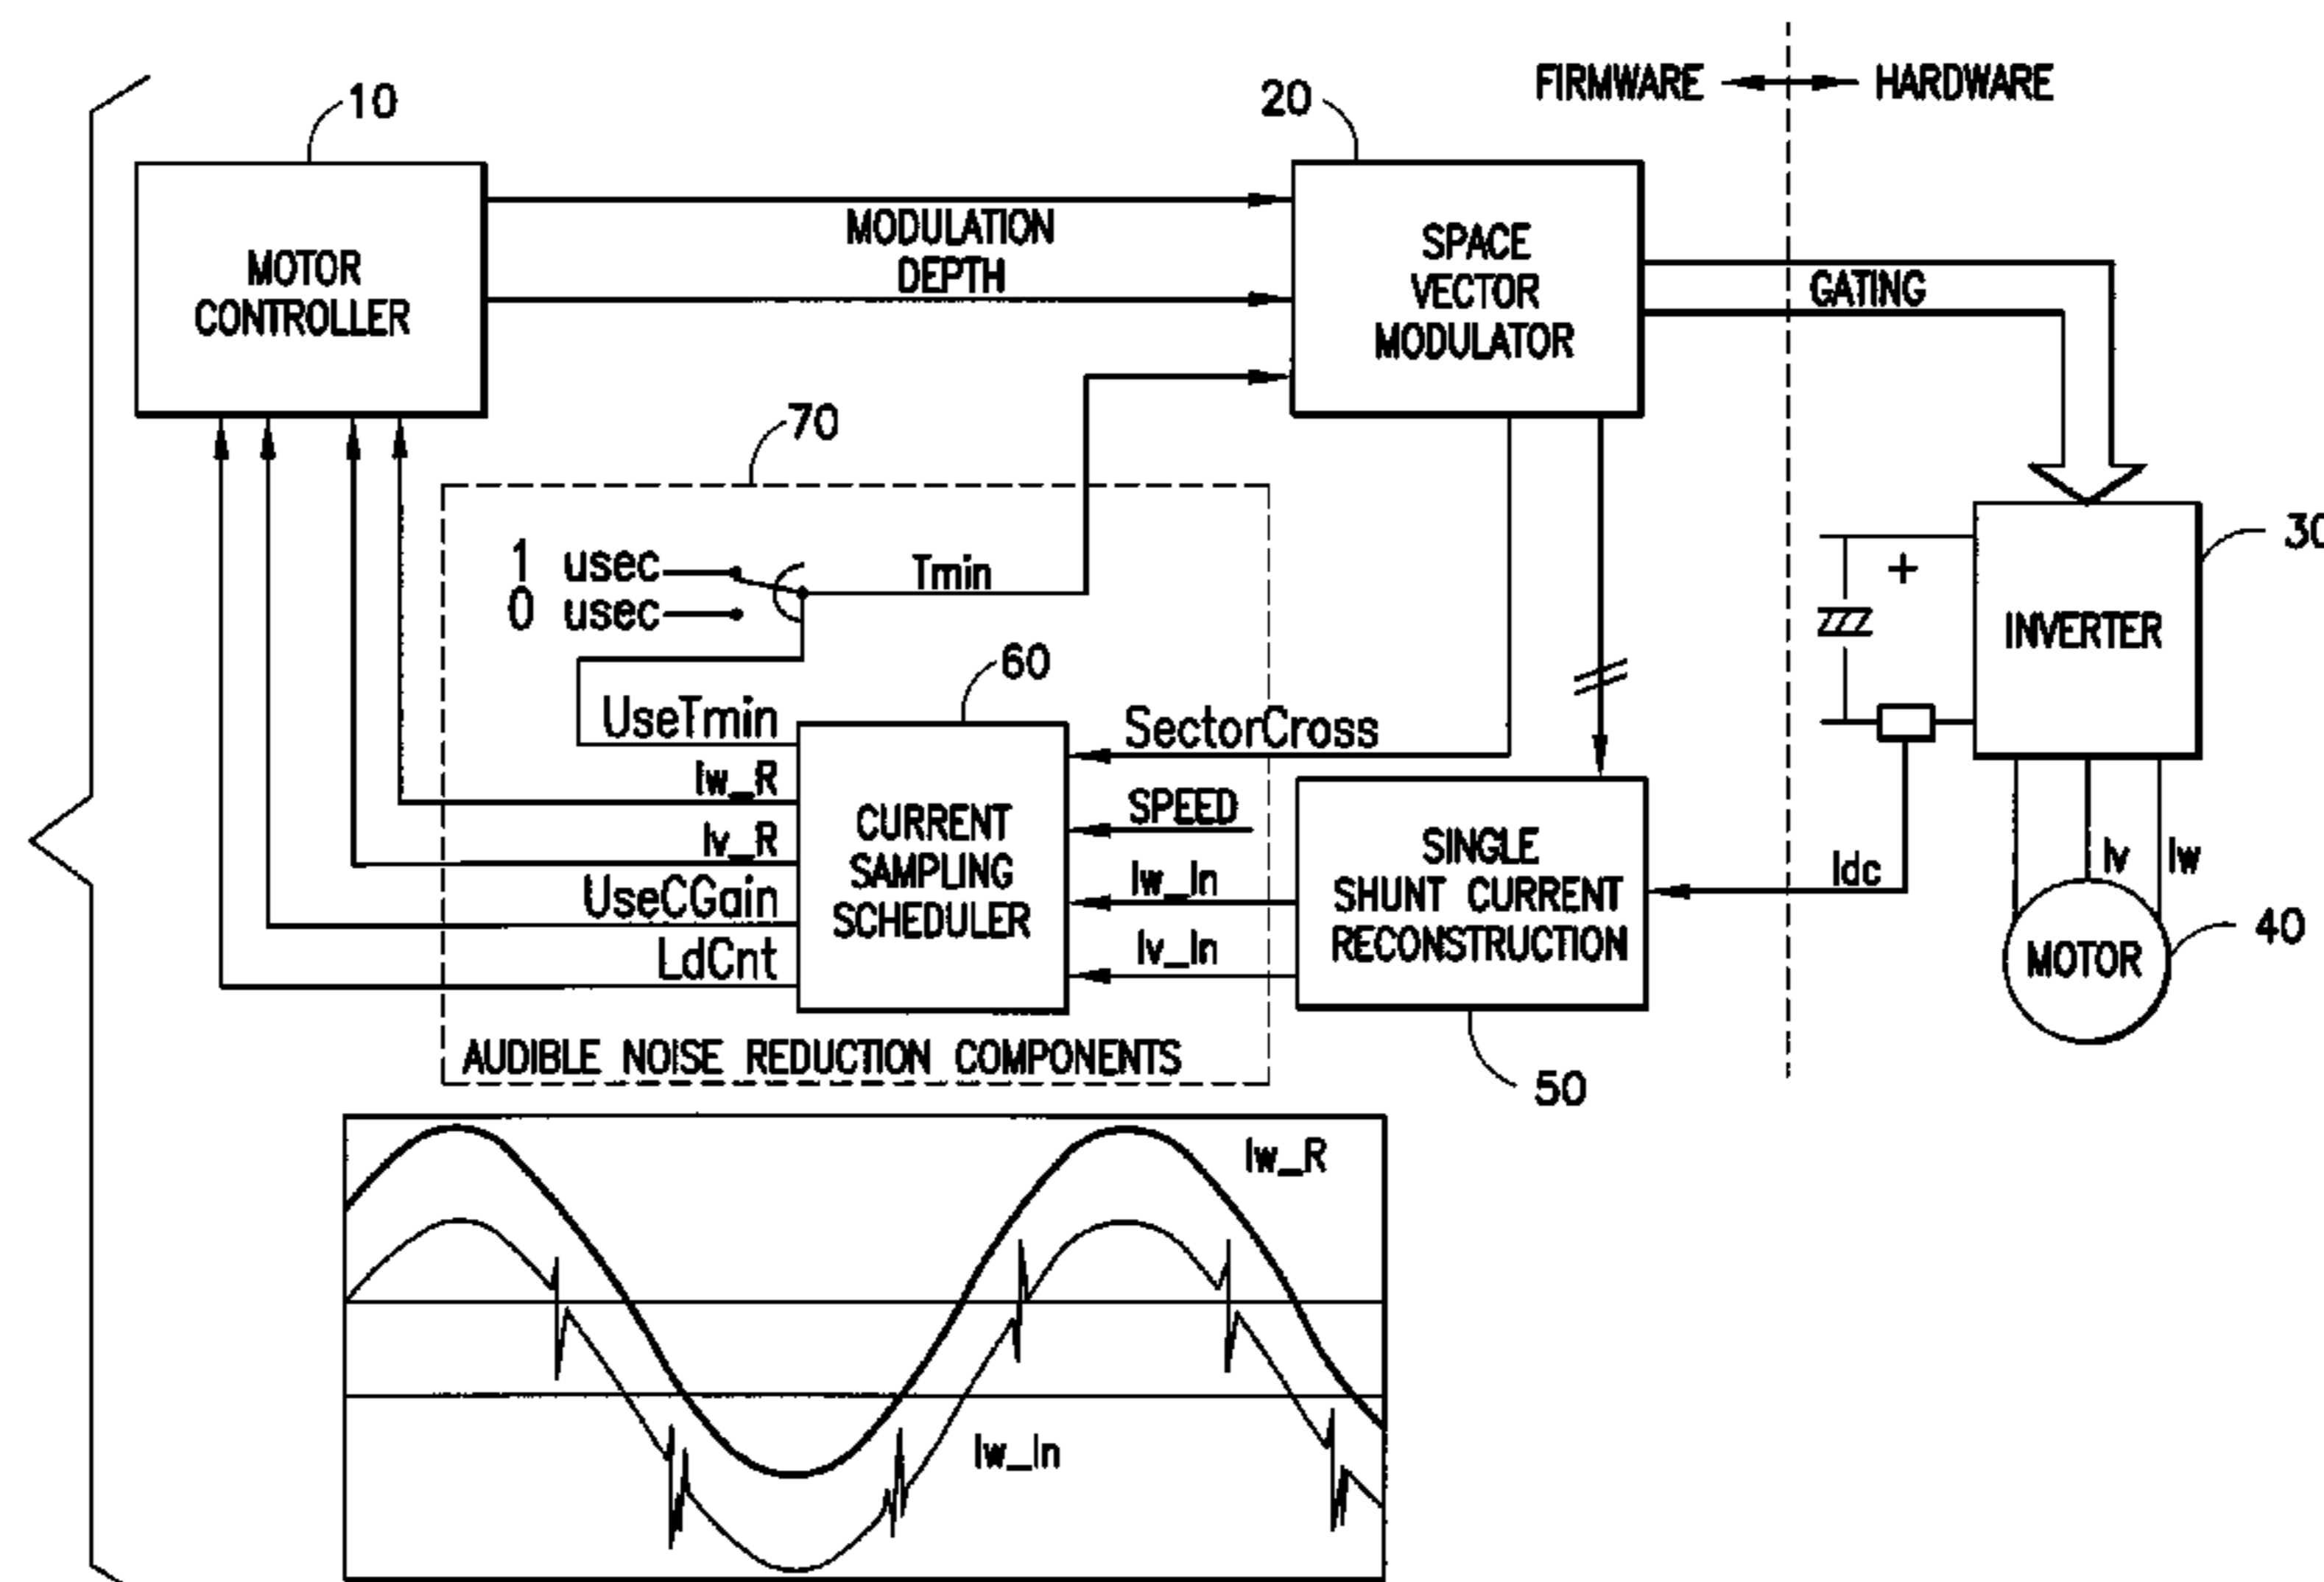 FIRMWARE
HARDWARE
10
20
MOTOR
CONTROLLER
MODULATION
DEPTH
SPACE
VECTOR
MODULATOR
GATING
70
1 usec
0 usec
Tmin
30
+
INVERTER
60
UseTmin
SectorCross
Iw_R
SPEED
Iv_R
CURRENT
SAMPLING
SCHEDULER
Iw_In
SINGLE
SHUNT CURRENT
RECONSTRUCTION
Idc
Iv
Iw
UseCGain
Iv_In
LdCnt
MOTOR
40
AUDIBLE NOISE REDUCTION COMPONENTS
50
Iw_R
Iw_In